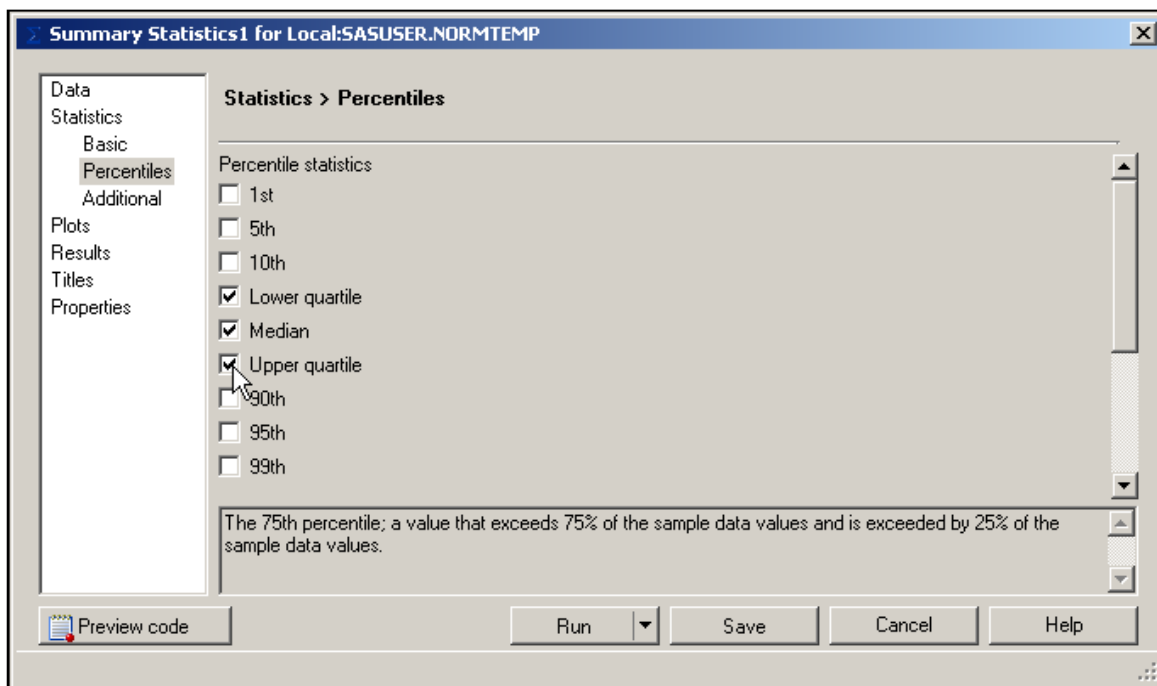 Summary Statistics1 for Local:SASUSER.NORMTEMP
Data
Statistics
Basic
Percentiles
Additional
Plots
Results
Titles
Properties
Statistics > Percentiles
Percentile statistics
1st
5th
10th
Lower quartile
Median
Upper quartile
90th
95th
99th
The 75th percentile; a value that exceeds 75% of the sample data values and is exceeded by 25% of the
sample data values.
Preview code
Run
Save
Cancel
Help